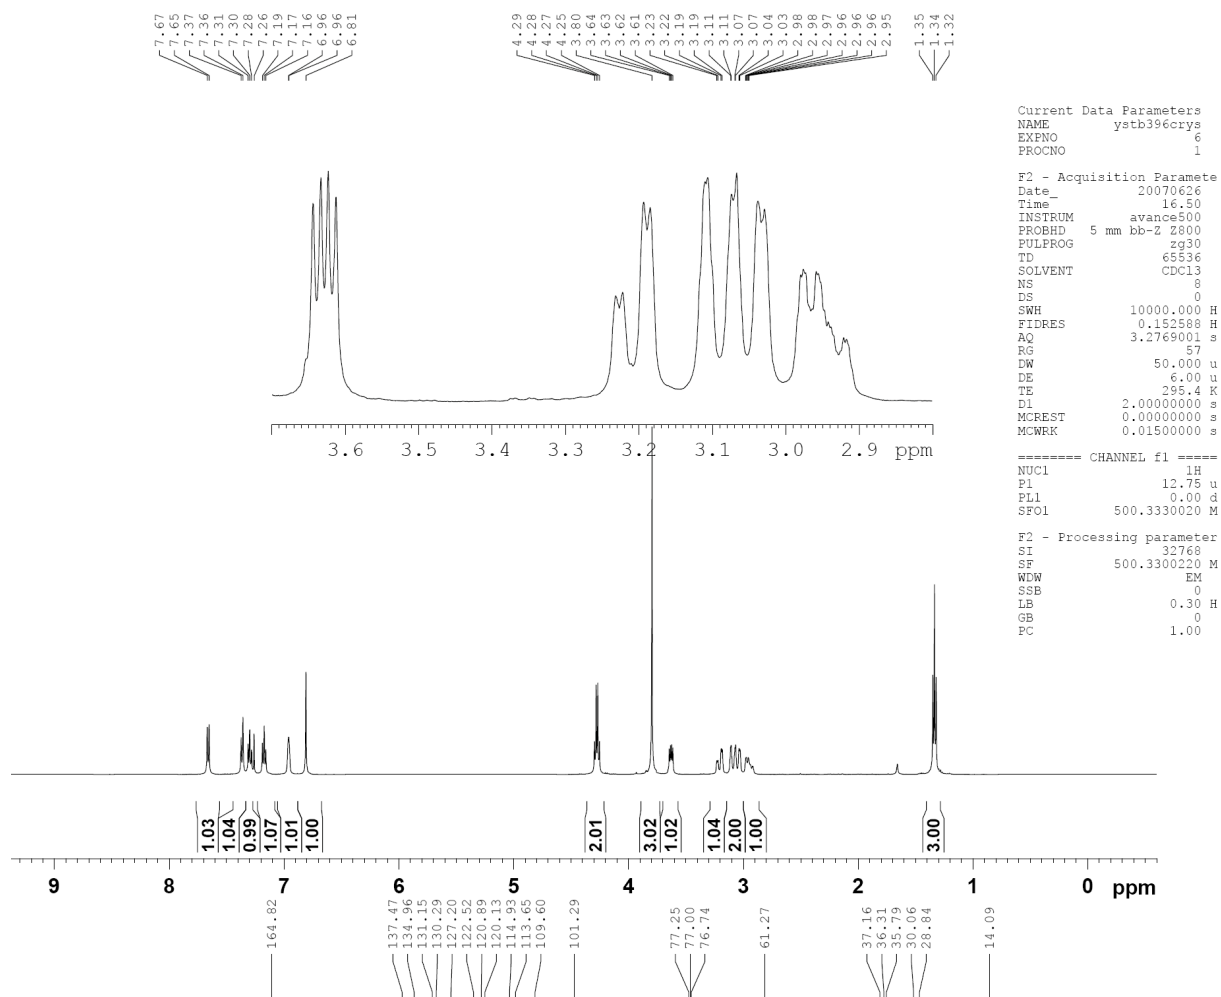 7.67 7.65 7.37 7.36 7.31 7.30 7.28 7.26 7.19 7.17 7.16 6.96 6.96 6.81
4.29 4.28 4.27 4.25 3.80 3.64 3.63 3.62 3.61 3.23 3.22 3.19 3.19 3.11 3.11 3.07 3.07 3.04 3.03 2.98 2.98 2.97 2.96 2.96 2.96 2.95
1.35 1.34 1.32
Current Data Parameters
NAME ystb396crys
EXPNO 6
PROCNO 1
F2 - Acquisition Paramete
Date_ 20070626
Time 16.50
INSTRUM avance500
PROBHD 5 mm bb-Z Z800
PULPROG zg30
TD 65536
SOLVENT CDCl3
NS 8
DS 0
SWH 10000.000 H
FIDRES 0.152588 H
AQ 3.2769001 s
RG 57
DW 50.000 u
DE 6.00 u
TE 295.4 K
D1 2.00000000 s
MCREST 0.00000000 s
MCWRK 0.01500000 s
======== CHANNEL f1 =====
NUC1 1H
P1 12.75 u
PL1 0.00 d
SFO1 500.3330020 M
F2 - Processing parameter
SI 32768
SF 500.3300220 M
WDW EM
SSB 0
LB 0.30 H
GB 0
PC 1.00
3.6 3.5 3.4 3.3 3.2 3.1 3.0 2.9 ppm
1.03 1.04 0.99 1.07 1.01 1.00 2.01 3.02 1.02 1.04 2.00 1.00 3.00
9 8 7 6 5 4 3 2 1 0 ppm
164.82 137.47 134.96 131.15 130.29 127.20 122.52 120.89 120.13 114.93 113.65 109.60 101.29 77.25 77.00 76.74 61.27 37.16 36.31 35.79 30.06 28.84 14.09